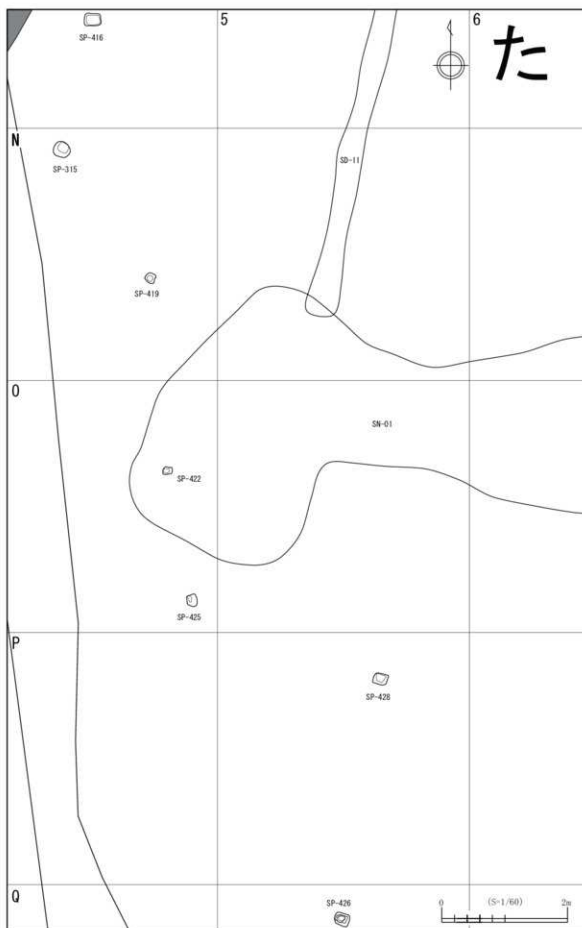 5
6
た
SP-416
N
SD-11
SP-315
SP-419
O
SN-01
SP-422
SP-425
P
SP-428
Q
SP-426
0 (S=1/60) 2m